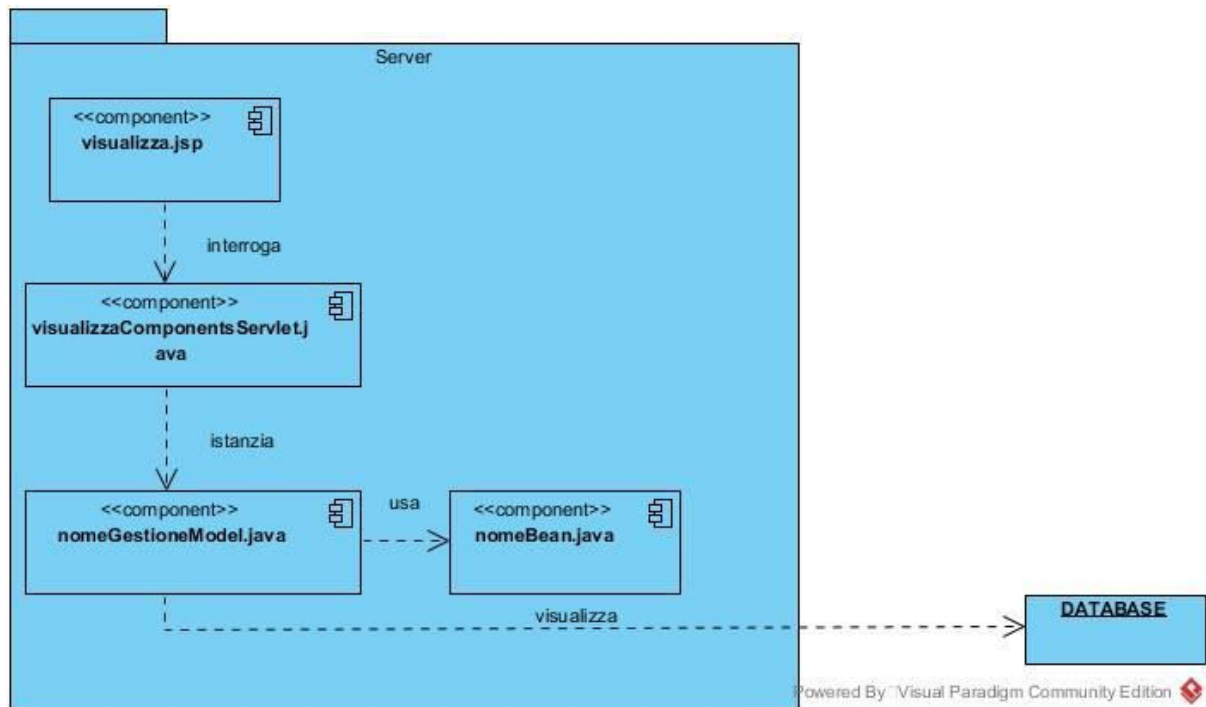 Server
<<component>>
visualizza.jsp
interroga
<<component>>
visualizzaComponentsServlet.j
ava
istanzia
<<component>>
nomeGestioneModel.java
usa
<<component>>
nomeBean.java
visualizza
DATABASE
Powered By Visual Paradigm Community Edition